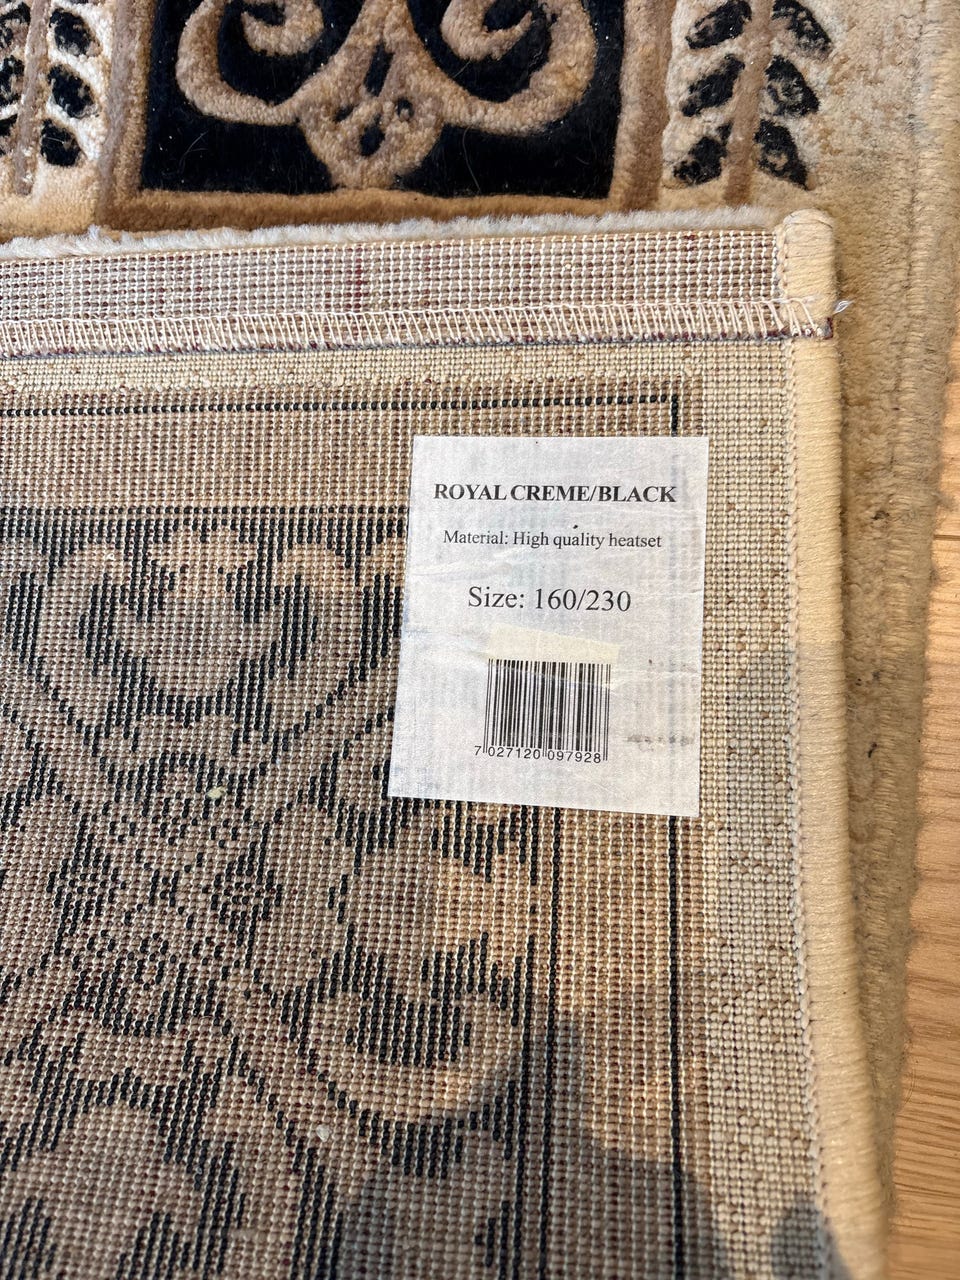 ROYAL CREME/BLACK
Material: High quality heatset
Size: 160/230
7 027120 097928